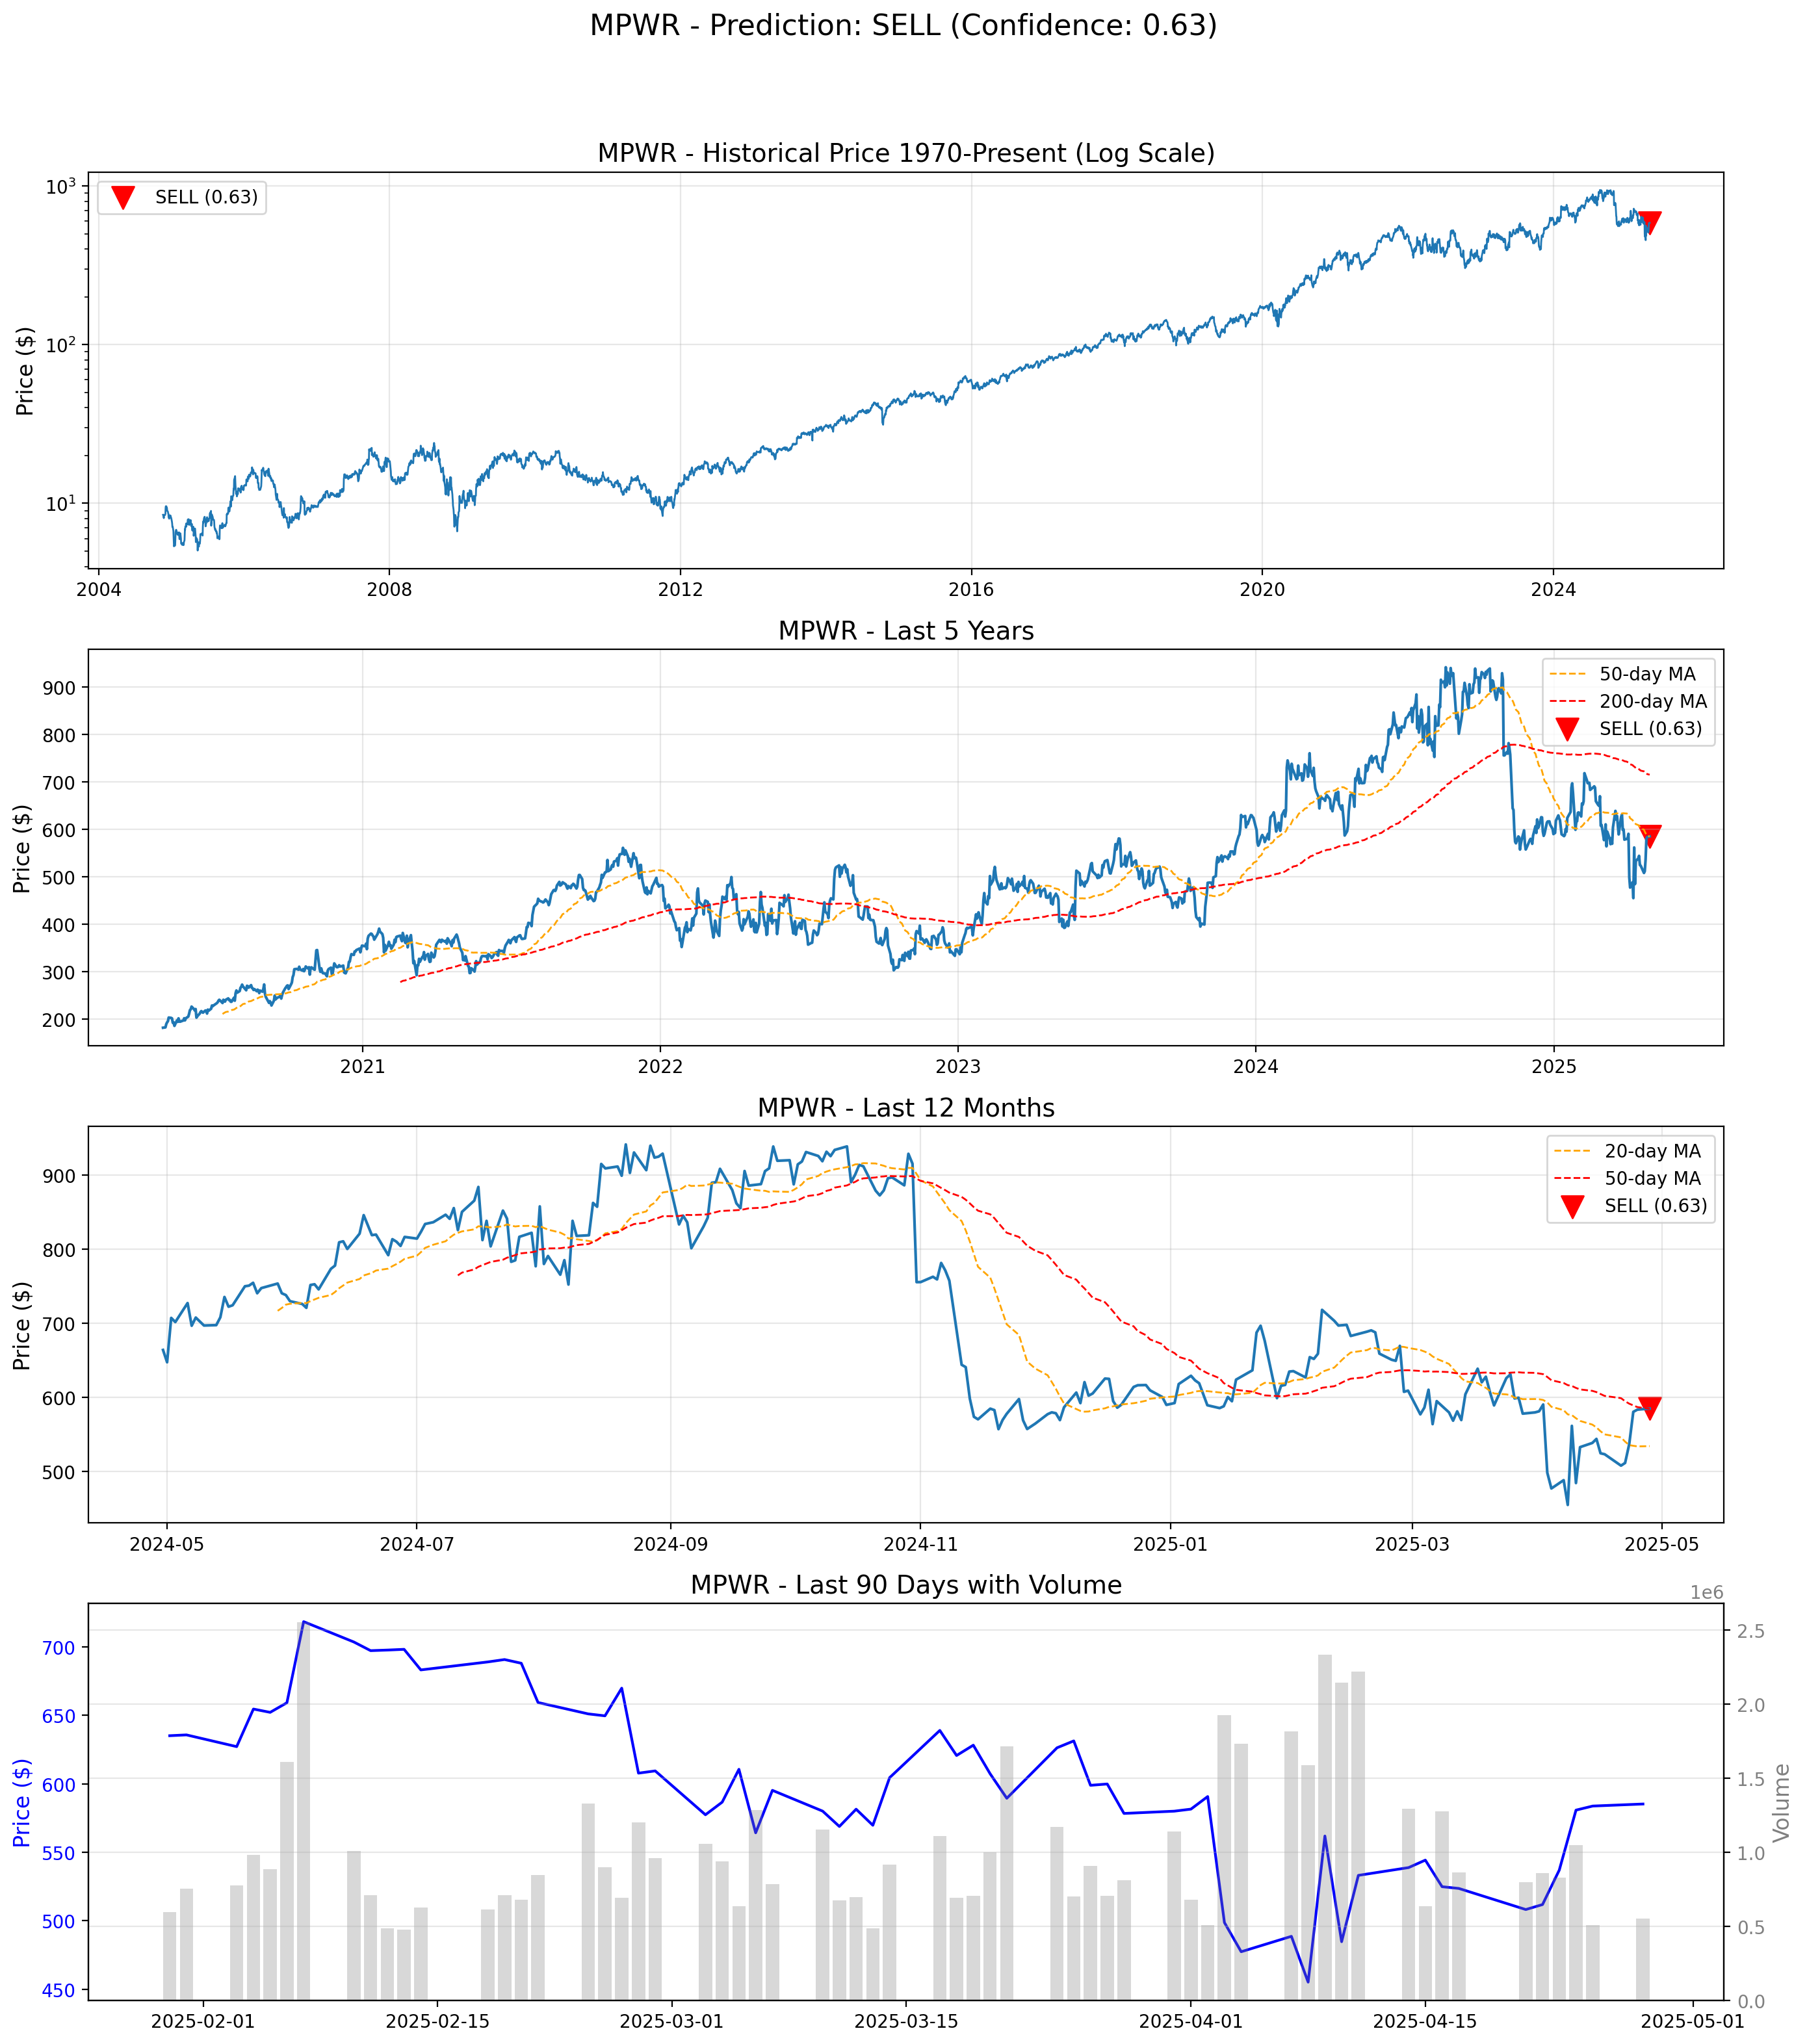 MPWR - Prediction: SELL (Confidence: 0.63)
MPWR - Historical Price 1970-Present (Log Scale)
SELL (0.63)
Price ($)
10³
10²
10¹
2004 2008 2012 2016 2020 2024
MPWR - Last 5 Years
50-day MA
200-day MA
SELL (0.63)
Price ($)
900
800
700
600
500
400
300
200
2021 2022 2023 2024 2025
MPWR - Last 12 Months
20-day MA
50-day MA
SELL (0.63)
Price ($)
900
800
700
600
500
2024-05 2024-07 2024-09 2024-11 2025-01 2025-03 2025-05
MPWR - Last 90 Days with Volume
1e6
Price ($)
700
650
600
550
500
450
2.5
2.0
1.5
1.0
0.5
0.0
Volume
2025-02-01 2025-02-15 2025-03-01 2025-03-15 2025-04-01 2025-04-15 2025-05-01